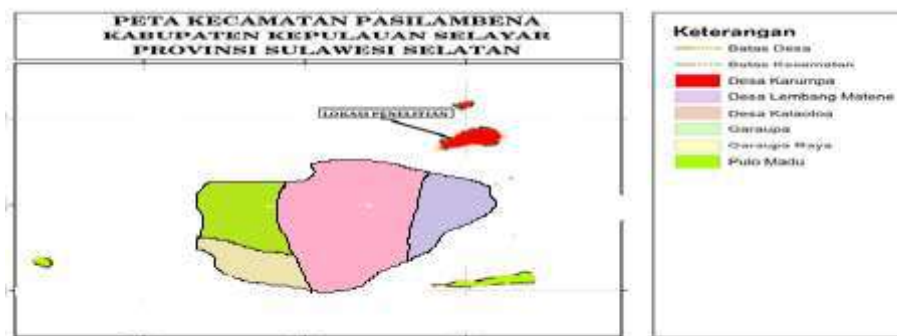 PETA KECAMATAN PASILAMBENA
KABUPATEN KEPULAUAN SELAYAR
PROVINSI SULAWESI SELATAN
LOKASI PENELITIAN
Keterangan
Batas Desa
Batas Kecamatan
Desa Karumpa
Desa Lembang Matene
Desa Kalaotoa
Garaupa
Garaupa Raya
Pulo Madu